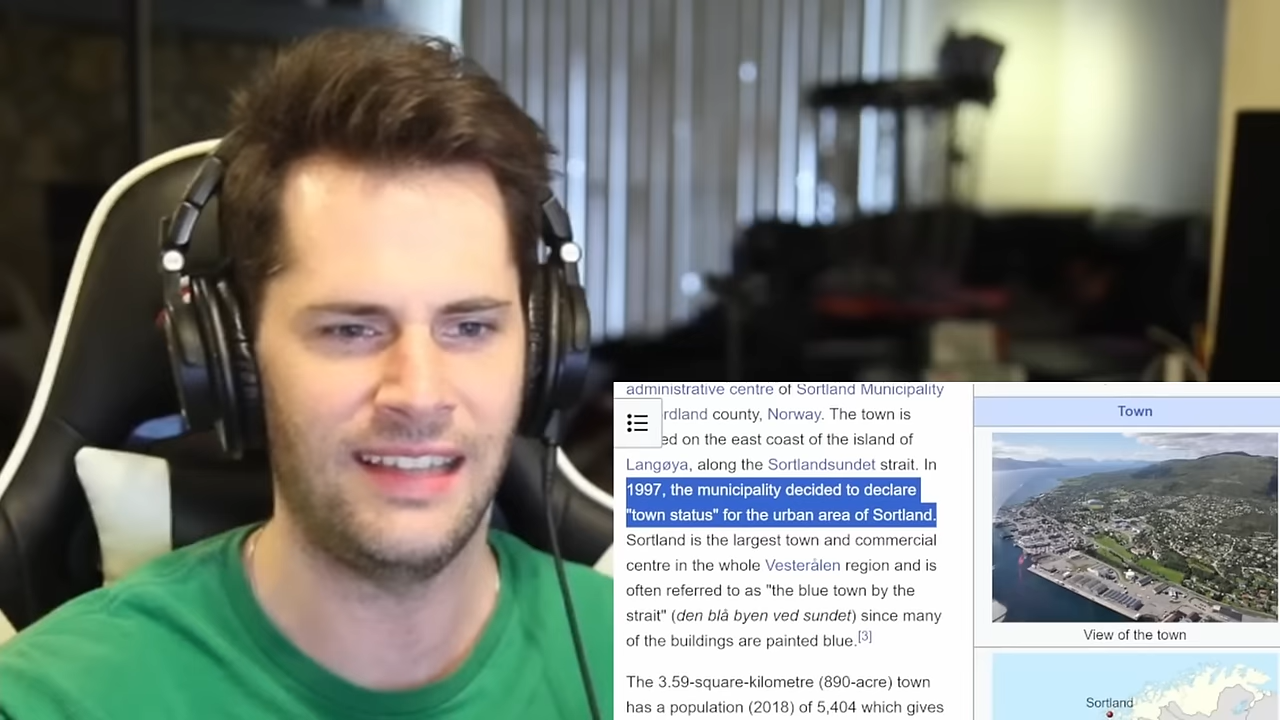 administrative centre of Sortland Municipality
rdland county, Norway. The town is
ed on the east coast of the island of
Langøya, along the Sortlandsundet strait. In
1997, the municipality decided to declare
"town status" for the urban area of Sortland.
Sortland is the largest town and commercial
centre in the whole Vesterålen region and is
often referred to as "the blue town by the
strait" (den blå byen ved sundet) since many
of the buildings are painted blue.[3]
The 3.59-square-kilometre (890-acre) town
has a population (2018) of 5,404 which gives
Town
View of the town
Sortland